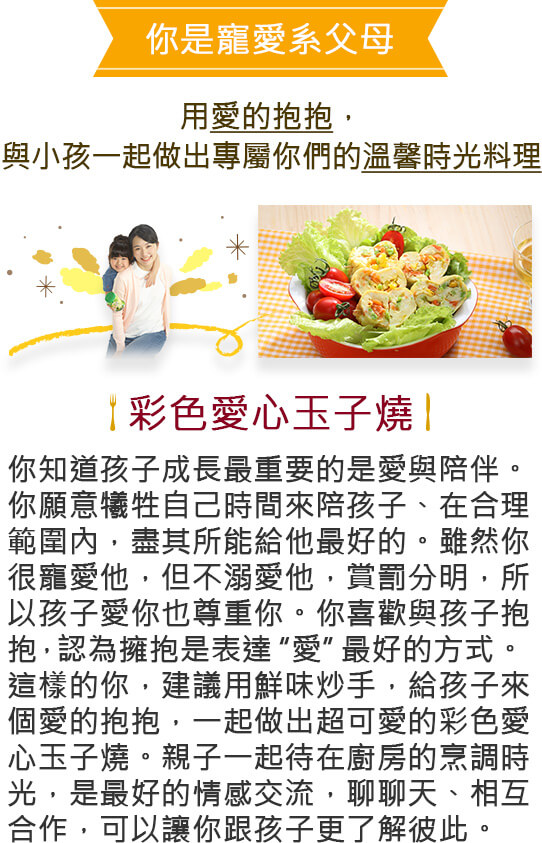 你是寵愛系父母
用愛的抱抱，
與小孩一起做出專屬你們的溫馨時光料理
彩色愛心玉子燒
你知道孩子成長最重要的是愛與陪伴。
你願意犧牲自己時間來陪孩子、在合理
範圍內，盡其所能給他最好的。雖然你
很寵愛他，但不溺愛他，賞罰分明，所
以孩子愛你也尊重你。你喜歡與孩子抱
抱，認為擁抱是表達 “愛” 最好的方式。
這樣的你，建議用鮮味炒手，給孩子來
個愛的抱抱，一起做出超可愛的彩色愛
心玉子燒。親子一起待在廚房的烹調時
光，是最好的情感交流，聊聊天、相互
合作，可以讓你跟孩子更了解彼此。